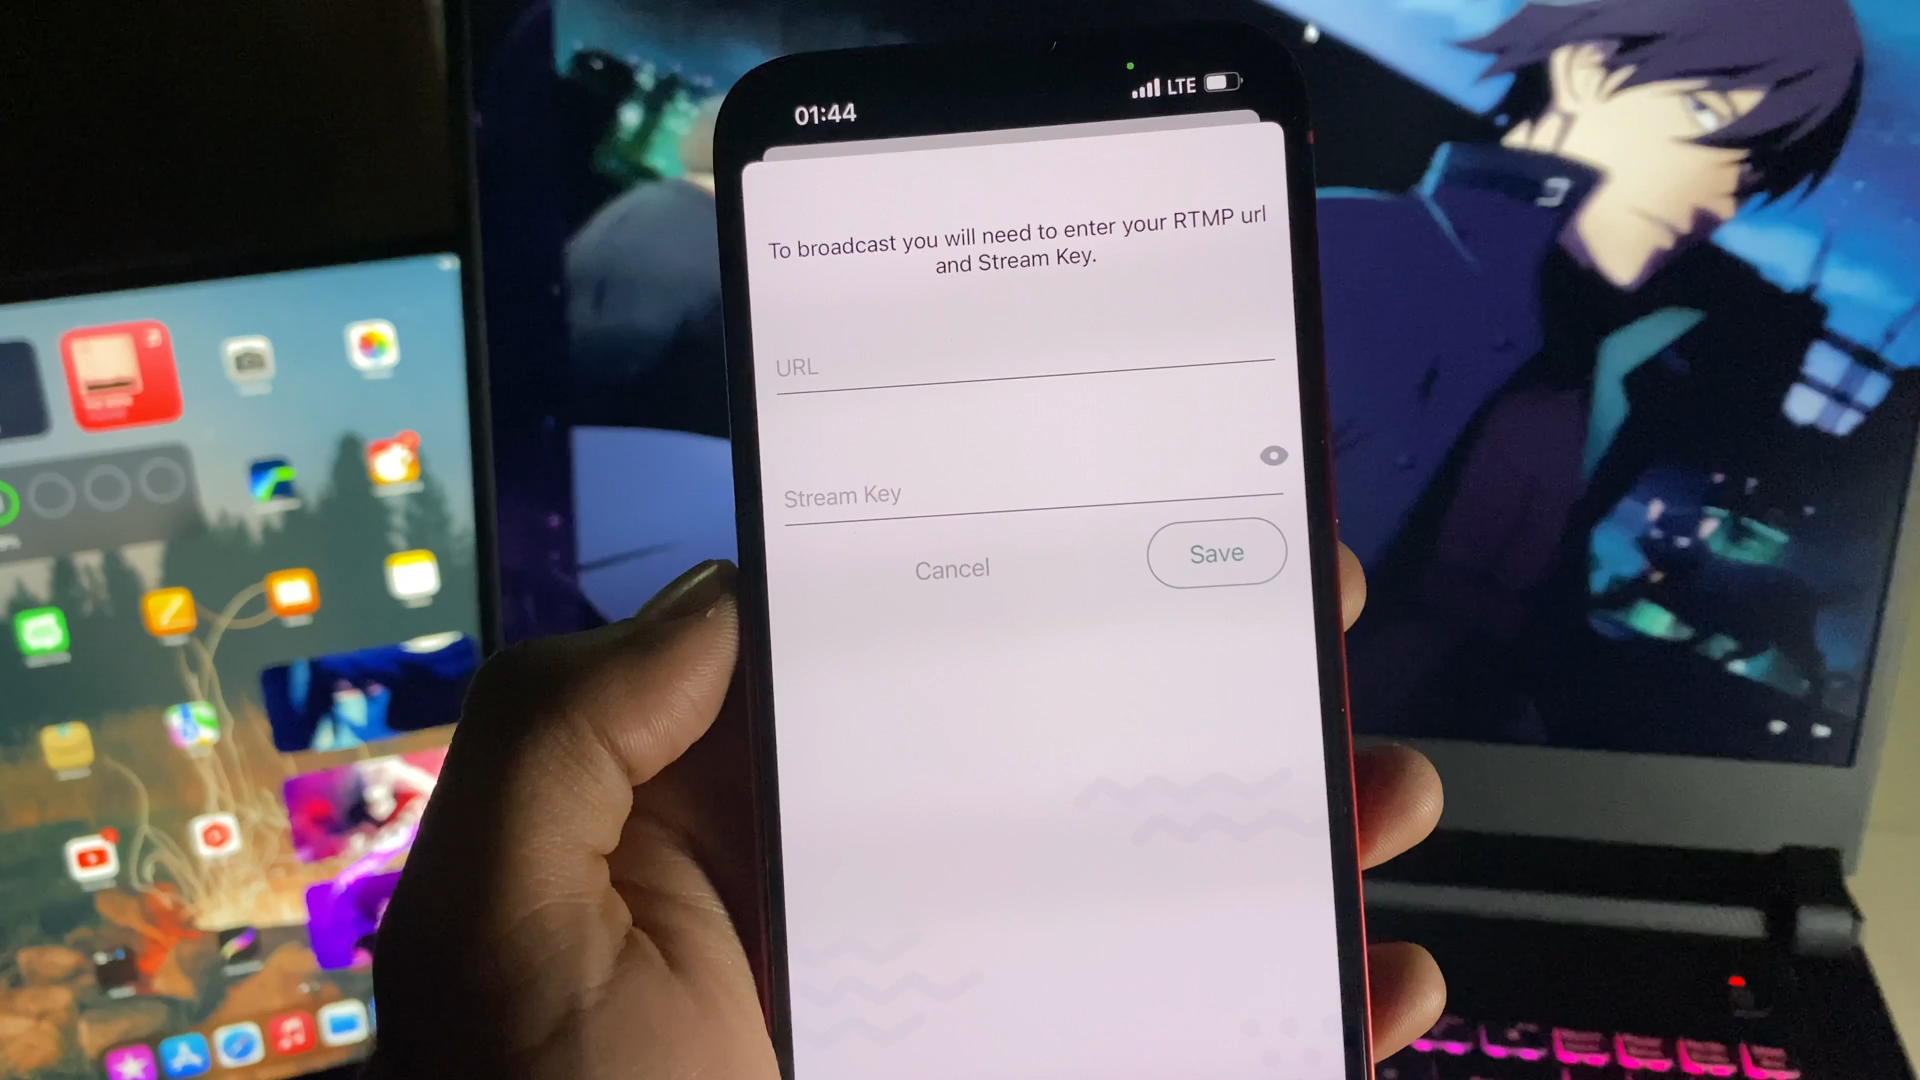 01:44
LTE
To broadcast you will need to enter your RTMP url
and Stream Key.
URL
Stream Key
Cancel
Save